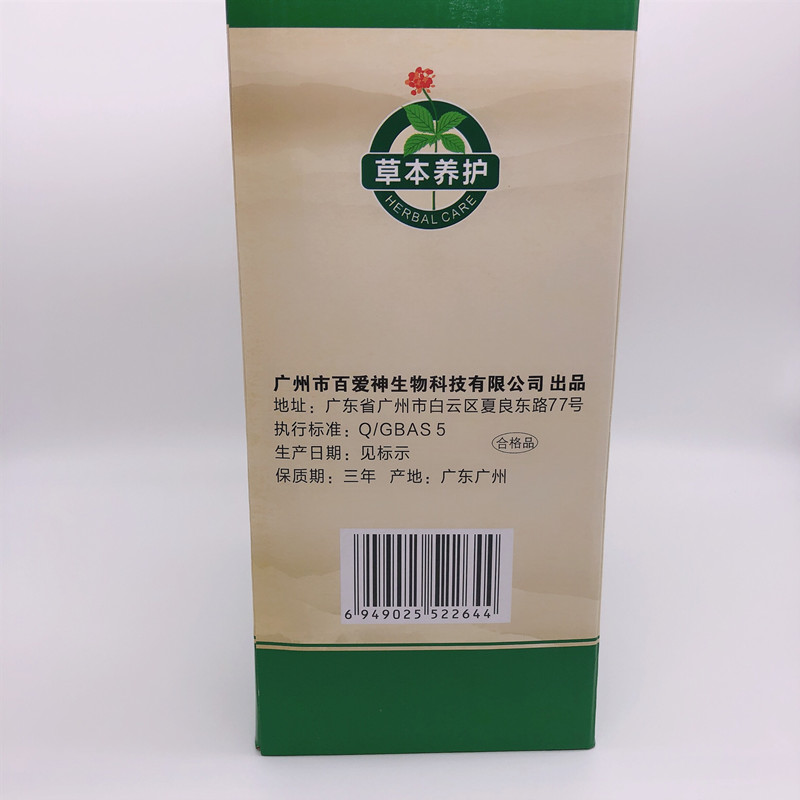 草本养护
HERBAL CARE
广州市百爱神生物科技有限公司 出品
地址：广东省广州市白云区夏良东路77号
执行标准：Q/GBAS 5
合格品
生产日期：见标示
保质期：三年 产地：广东广州
6 949025 522644